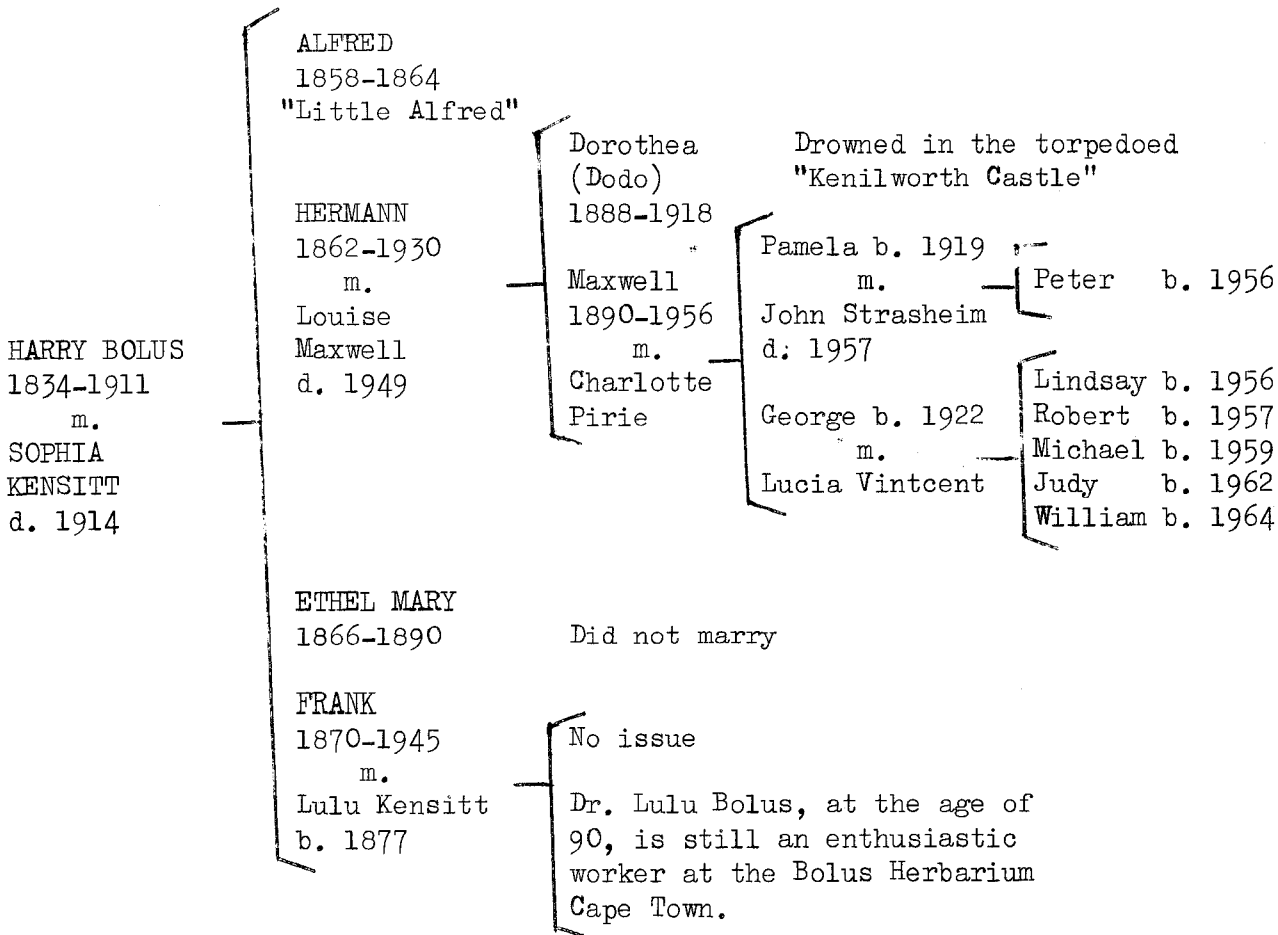 HARRY BOLUS
1834-1911
m.
SOPHIA
KENSITT
d. 1914
ALFRED
1858-1864
"Little Alfred"
HERMANN
1862-1930
m.
Louise
Maxwell
d. 1949
Dorothea
(Dodo)
1888-1918
Drowned in the torpedoed
"Kenilworth Castle"
Maxwell
1890-1956
m.
Charlotte
Pirie
Pamela b. 1919
m.
John Strasheim
d. 1957
Peter b. 1956
George b. 1922
m.
Lucia Vintcent
Lindsay b. 1956
Robert b. 1957
Michael b. 1959
Judy b. 1962
William b. 1964
ETHEL MARY
1866-1890
Did not marry
FRANK
1870-1945
m.
Lulu Kensitt
b. 1877
No issue
Dr. Lulu Bolus, at the age of
90, is still an enthusiastic
worker at the Bolus Herbarium
Cape Town.